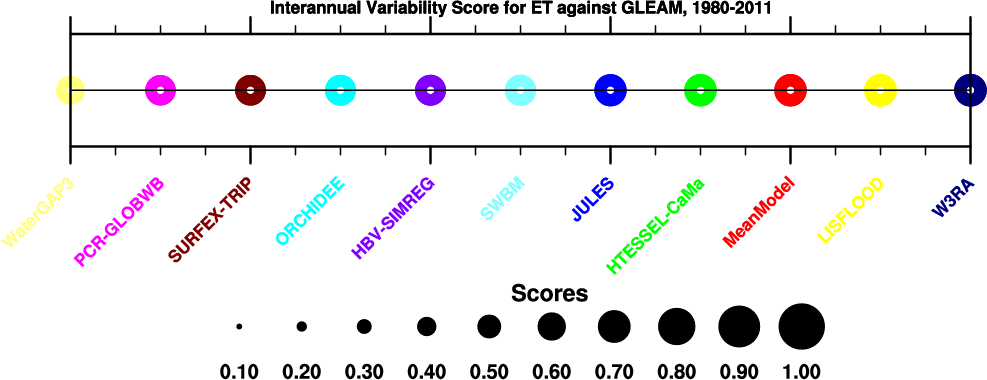 Interannual Variability Score for ET against GLEAM, 1980-2011
WaterGAP3
PCR-GLOBWB
SURFEX-TRIP
ORCHIDEE
HBV-SIMREG
SWBM
JULES
HTESSEL-CaMa
MeanModel
LISFLOOD
W3RA
Scores
0.10 0.20 0.30 0.40 0.50 0.60 0.70 0.80 0.90 1.00